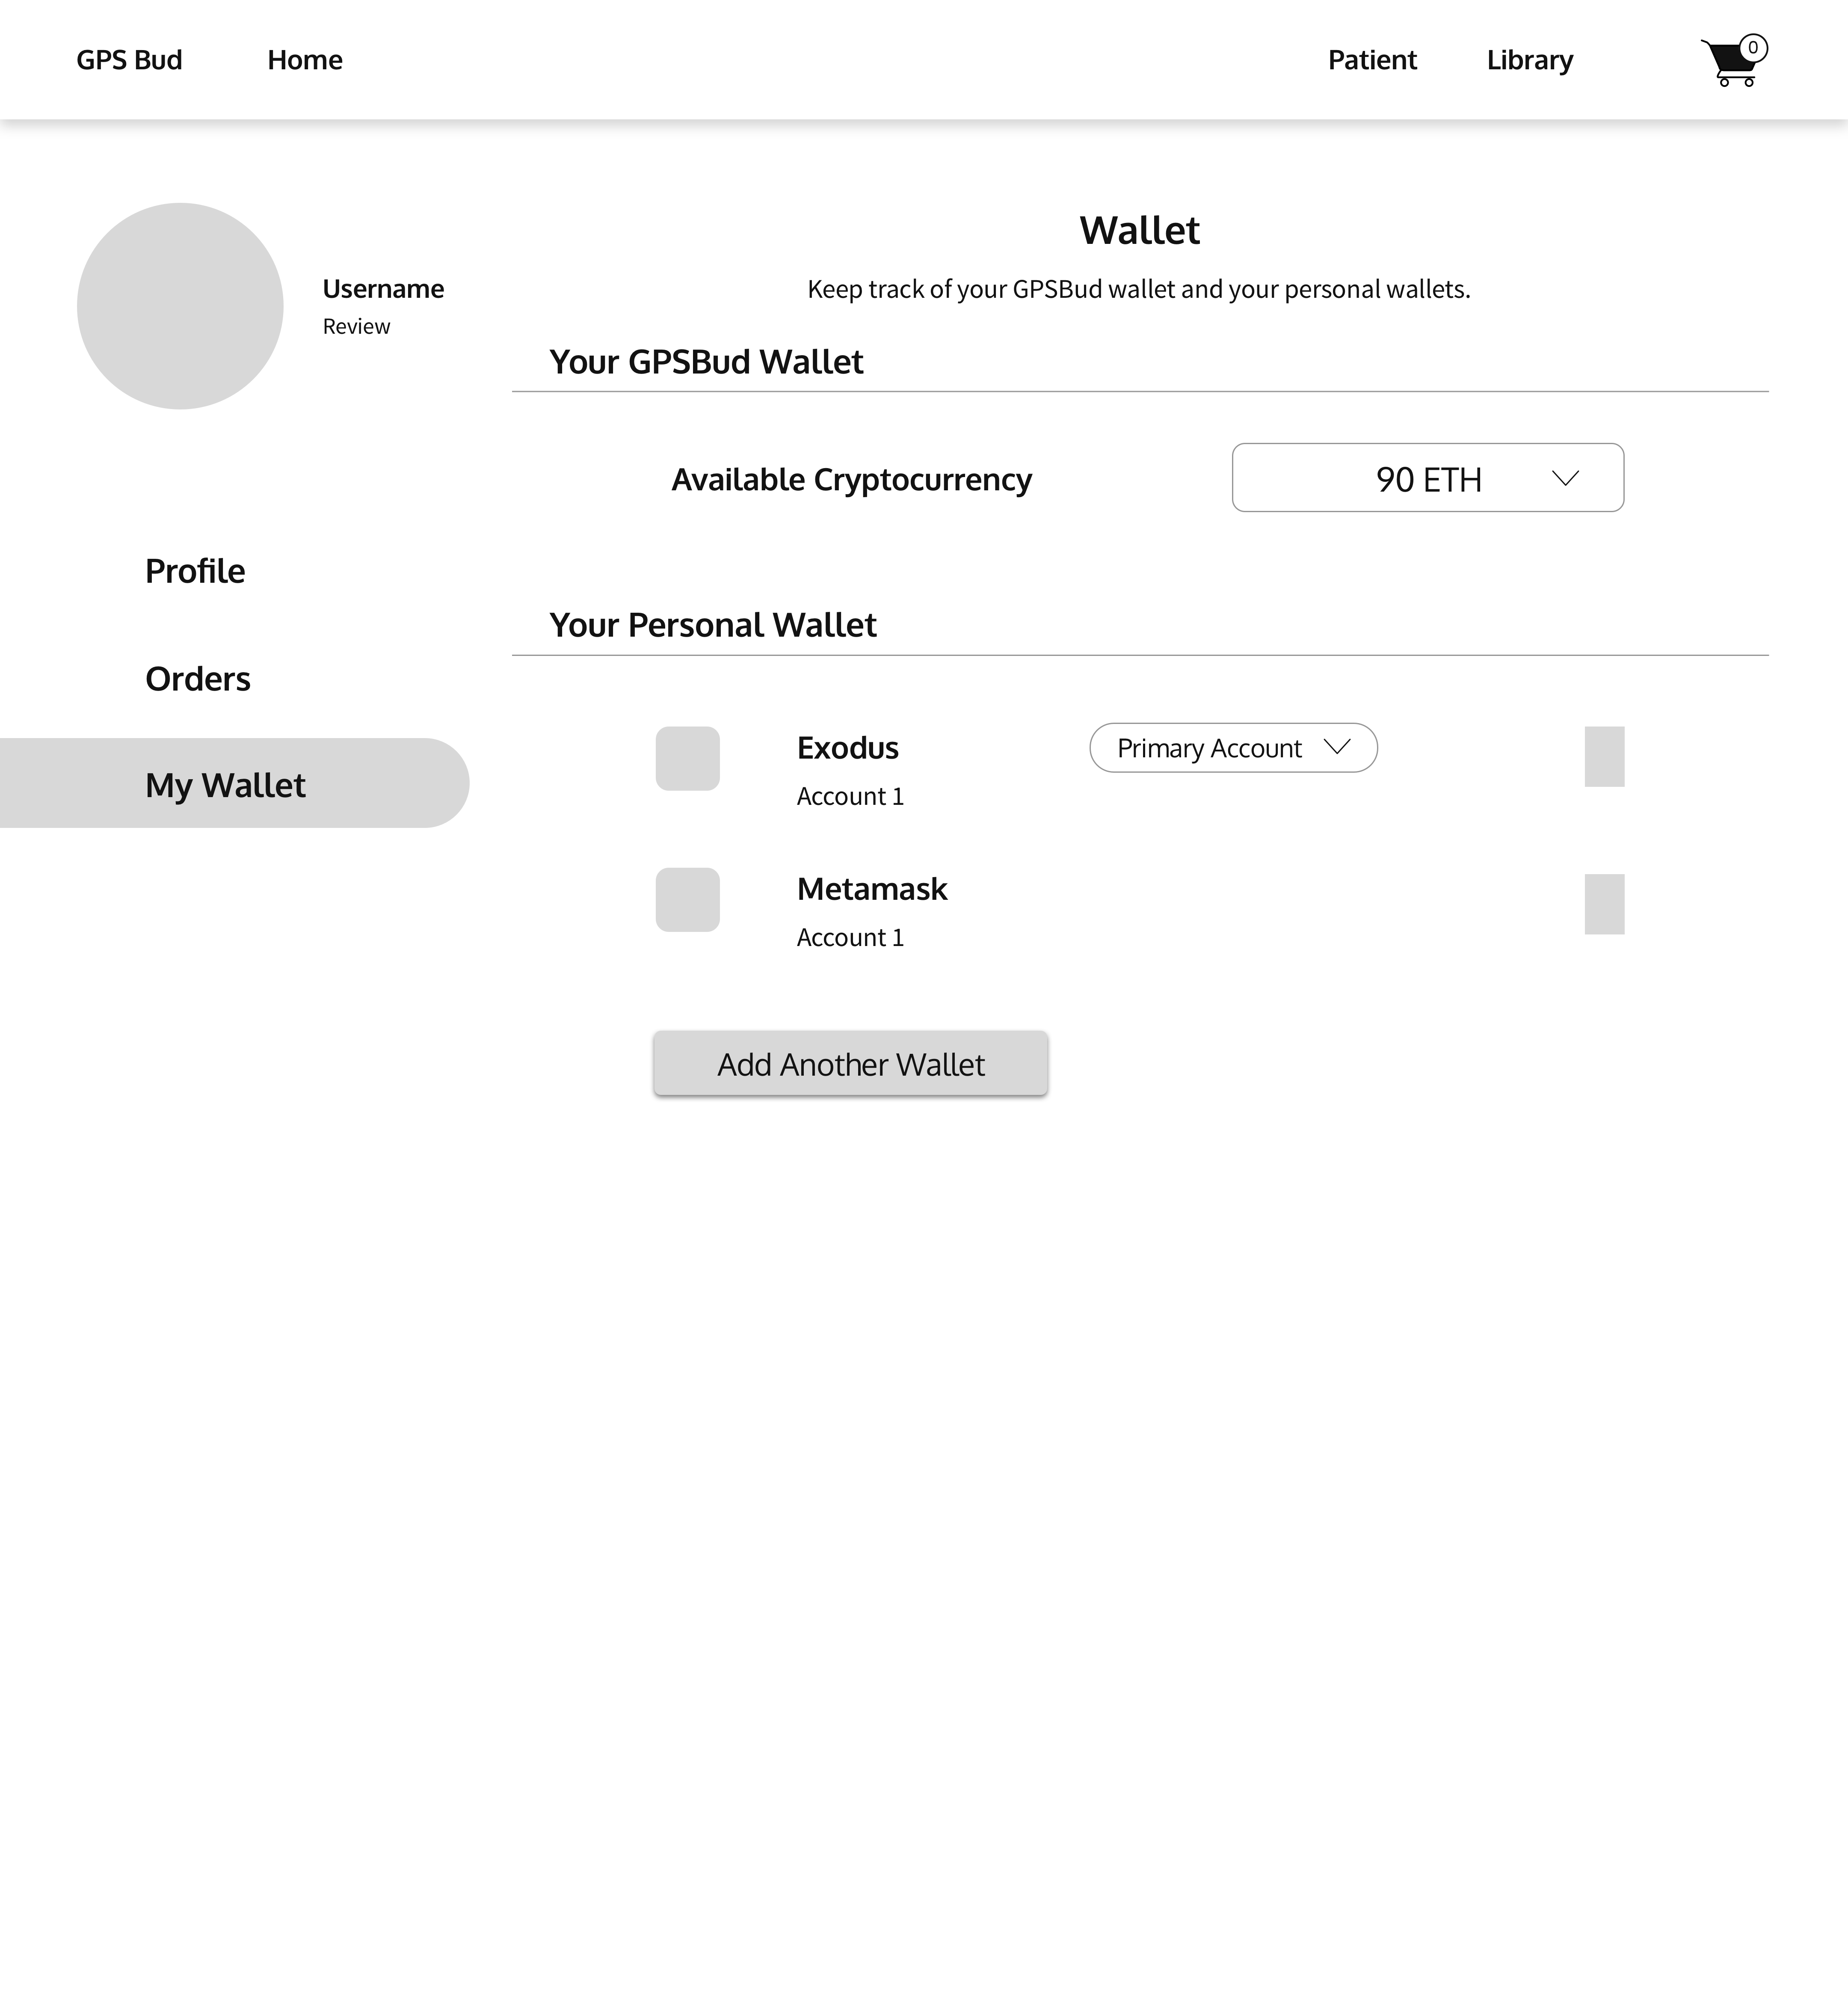 GPS Bud Home Patient Library 0
Username
Review
Profile
Orders
My Wallet
Wallet
Keep track of your GPSBud wallet and your personal wallets.
Your GPSBud Wallet
Available Cryptocurrency 90 ETH
Your Personal Wallet
Exodus Primary Account
Account 1
Metamask
Account 1
Add Another Wallet